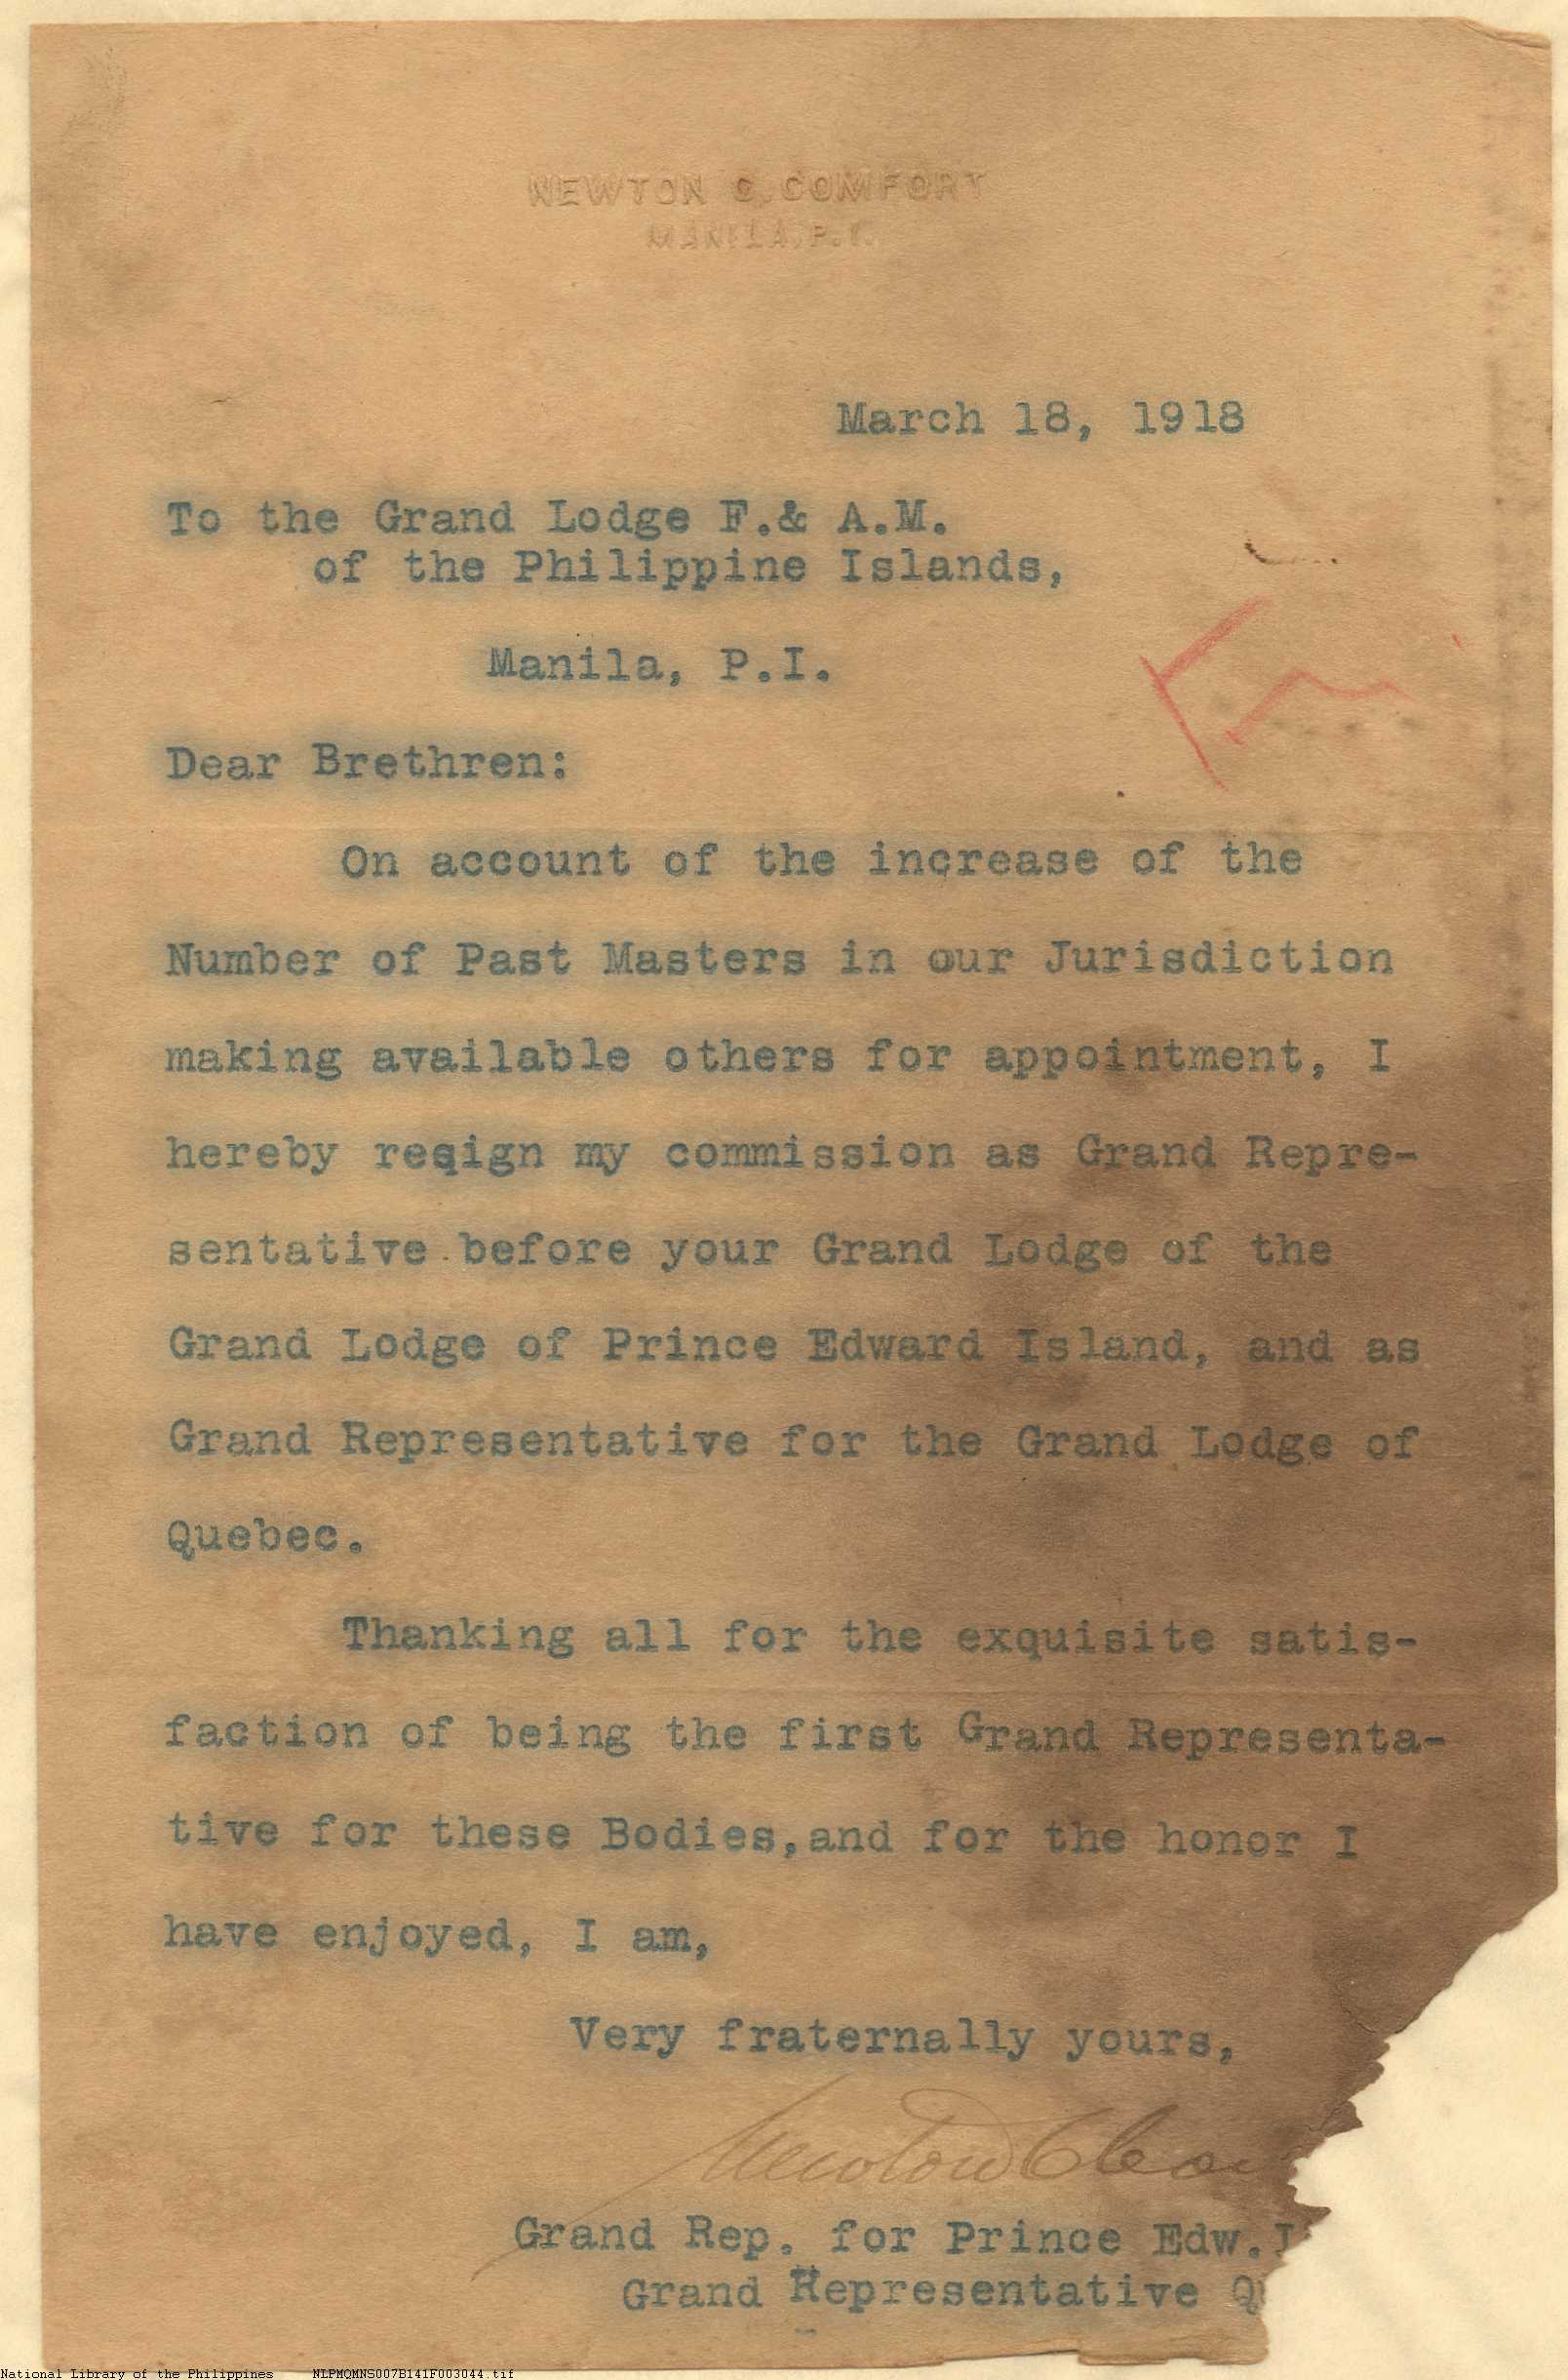 NEWTON C. COMFORT
MANILA, P.I.
March 18, 1918
To the Grand Lodge F.& A.M.
of the Philippine Islands,
Manila, P.I.
Dear Brethren:
On account of the increase of the
Number of Past Masters in our Jurisdiction
making available others for appointment, I
hereby resign my commission as Grand Repre-
sentative before your Grand Lodge of the
Grand Lodge of Prince Edward Island, and as
Grand Representative for the Grand Lodge of
Quebec.
Thanking all for the exquisite satis-
faction of being the first Grand Representa-
tive for these Bodies,and for the honor I
have enjoyed, I am,
Very fraternally yours,
Newton C Com
Grand Rep. for Prince Edw.I
Grand Representative Q
National Library of the Philippines NLPMQMNS007B141F003044.tif